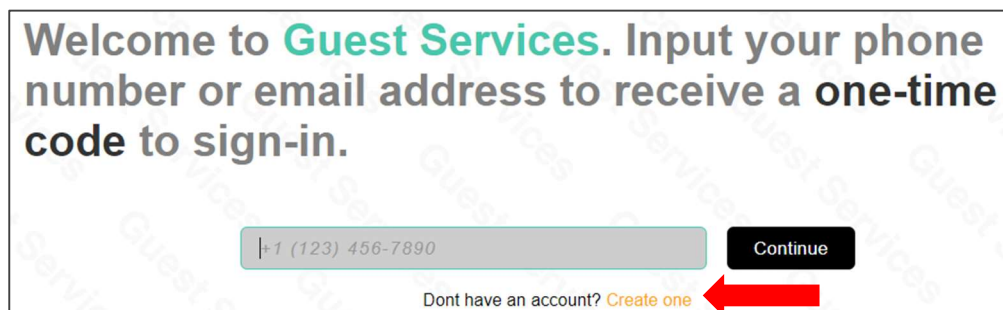 Welcome to Guest Services. Input your phone
number or email address to receive a one-time
code to sign-in.
+1 (123) 456-7890
Continue
Dont have an account? Create one